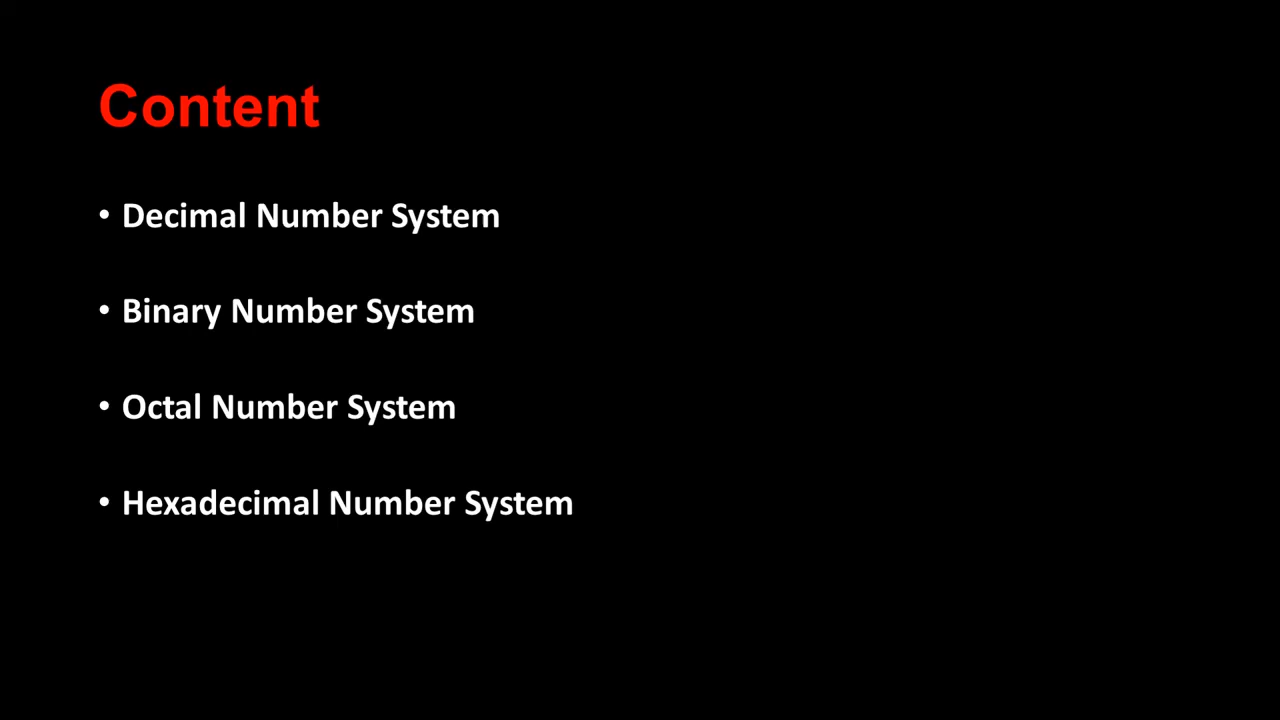 Content
• Decimal Number System
• Binary Number System
• Octal Number System
• Hexadecimal Number System